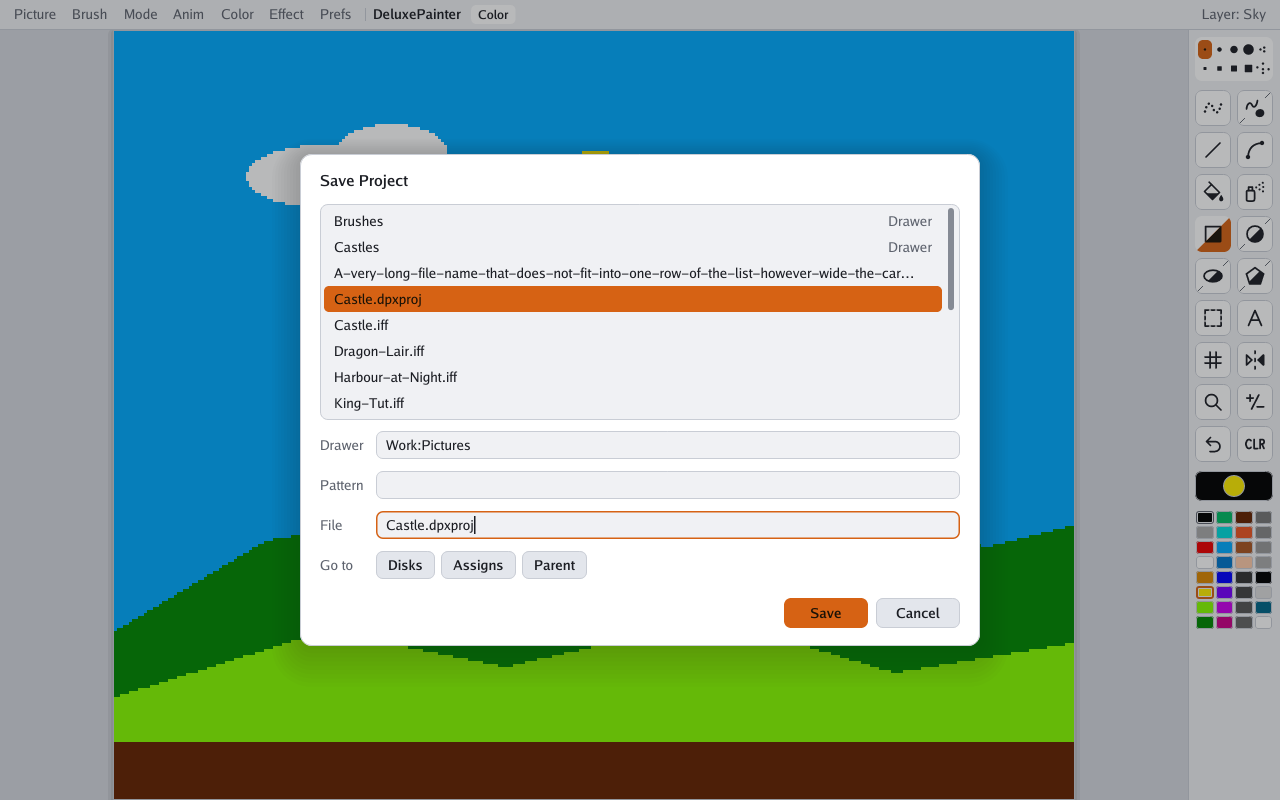 Picture Brush Mode Anim Color Effect Prefs DeluxePainter Color Layer: Sky
Save Project
Brushes Drawer
Castles Drawer
A-very-long-file-name-that-does-not-fit-into-one-row-of-the-list-however-wide-the-car...
Castle.dpxproj
Castle.iff
Dragon-Lair.iff
Harbour-at-Night.iff
King-Tut.iff
Drawer Work:Pictures
Pattern
File Castle.dpxproj
Go to Disks Assigns Parent
Save Cancel
A
CLR